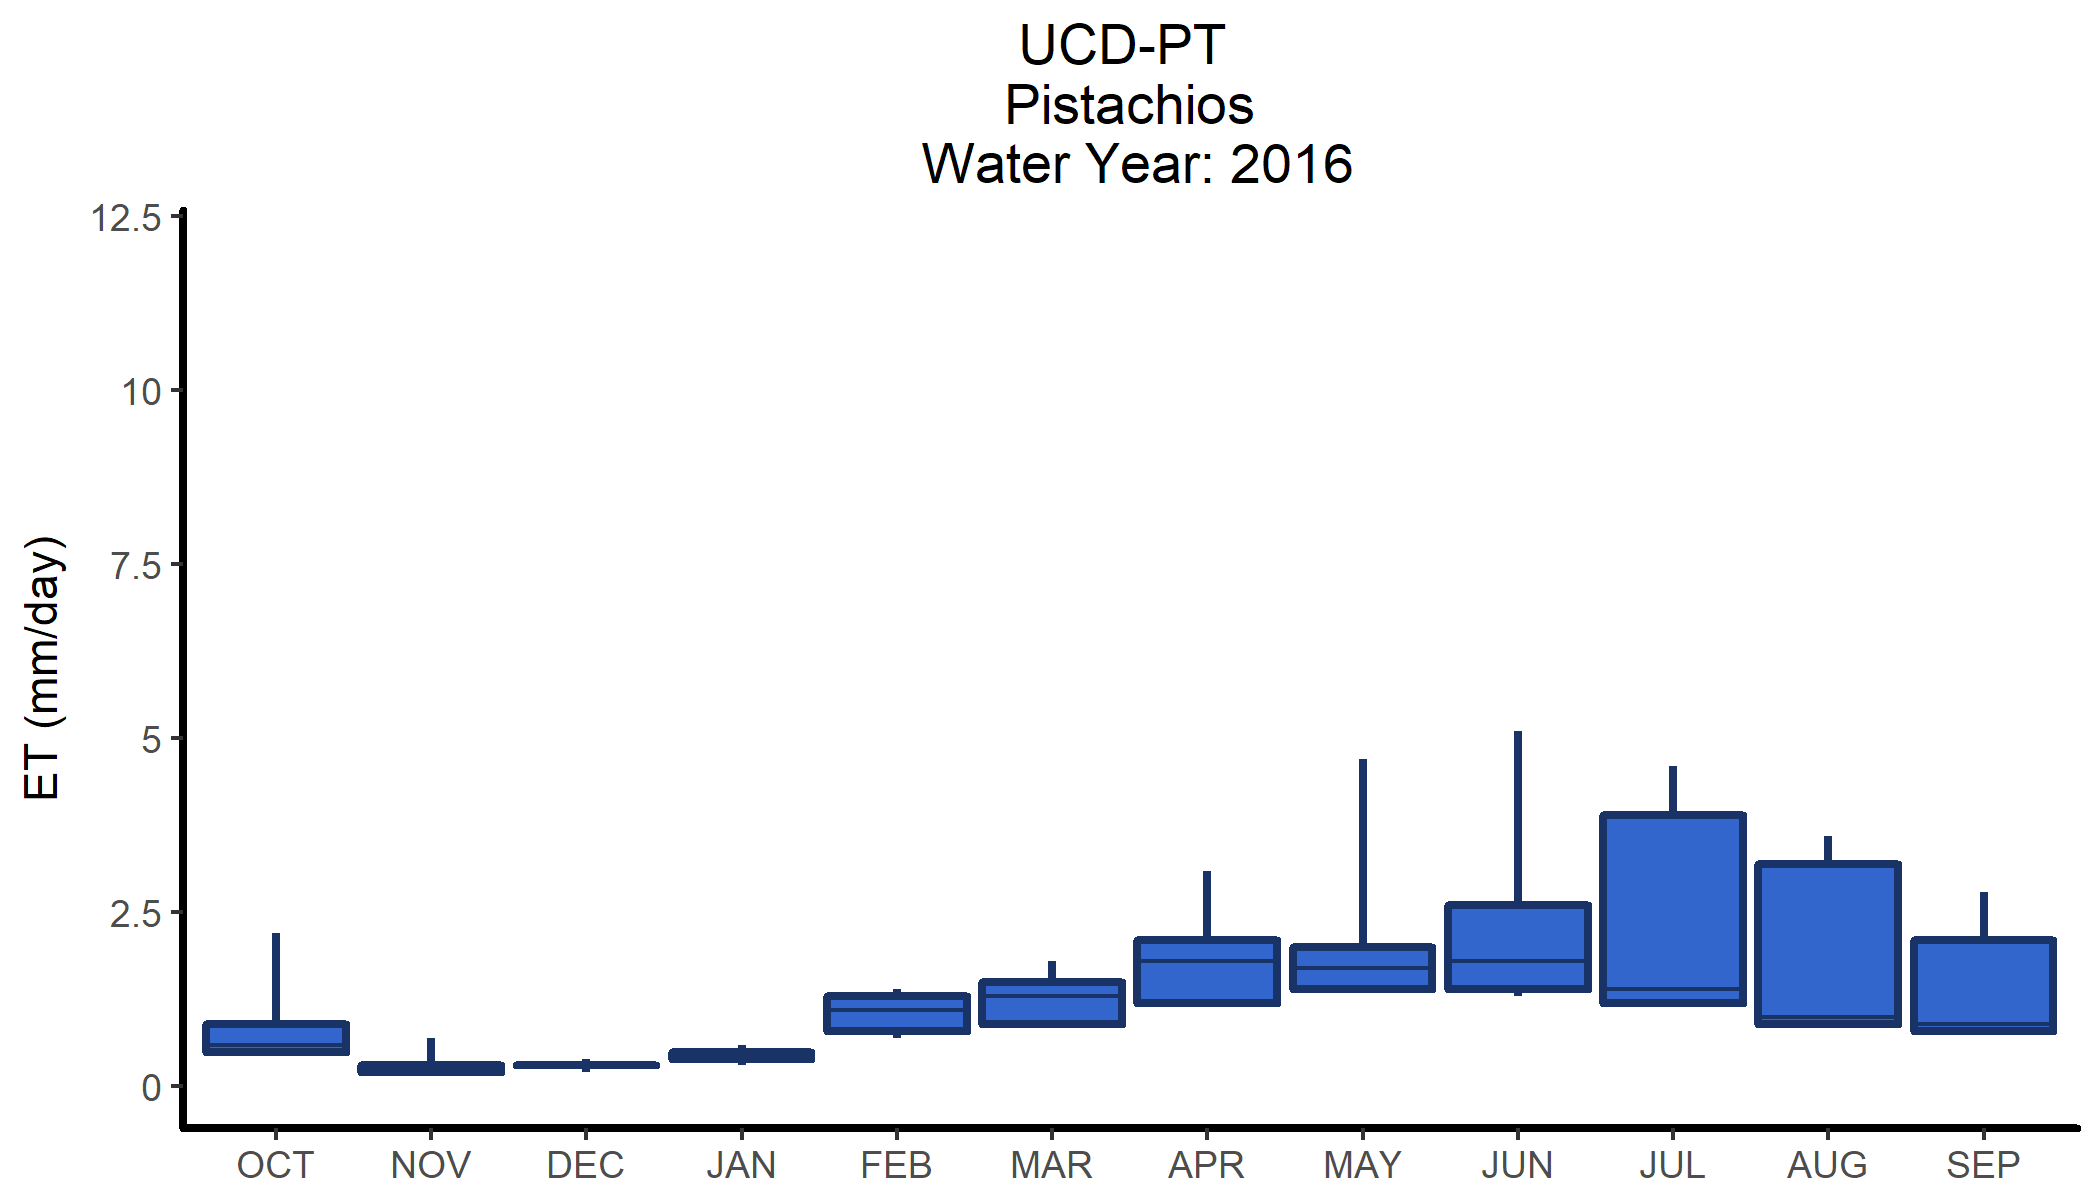 UCD-PT
Pistachios
Water Year: 2016
12.5
10
7.5
5
2.5
0
ET (mm/day)
OCT NOV DEC JAN FEB MAR APR MAY JUN JUL AUG SEP